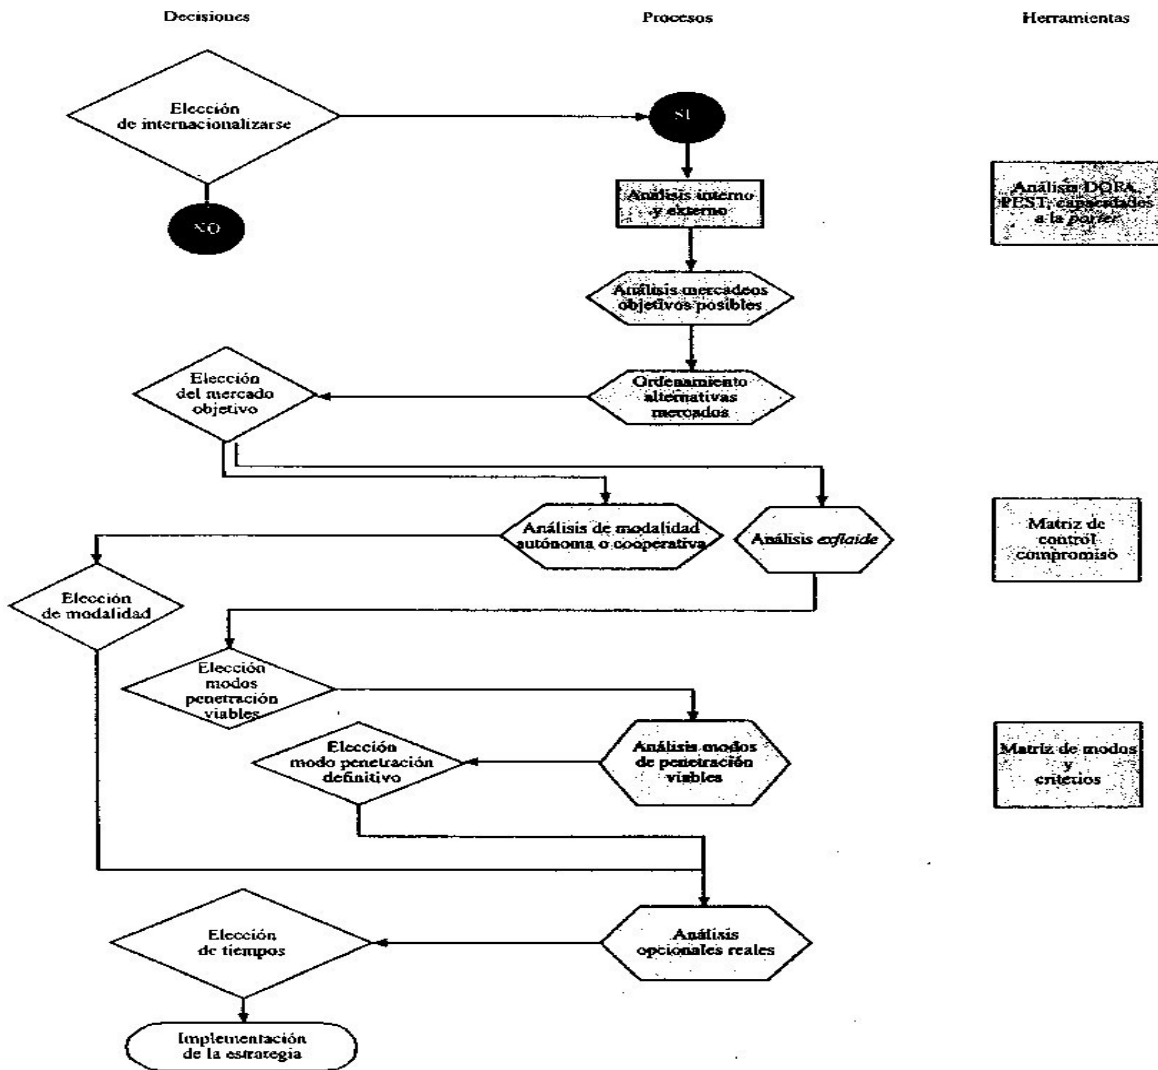 Decisiones
Procesos
Herramientas
Elección
de internacionalizarse
SI
NO
Análisis interno
y externo
Análisis DOFA,
PEST, capacidades
a la porter
Análisis mercadeos
objetivos posibles
Elección
del mercado
objetivo
Ordenamiento
alternativas
mercados
Análisis de modalidad
autónoma o cooperativa
Análisis exflaide
Matriz de
control
compromiso
Elección
de modalidad
Elección
modos
penetración
viables
Elección
modo penetración
definitivo
Análisis modos
de penetración
viables
Matriz de modos
y
criterios
Elección
de tiempos
Análisis
opcionales reales
Implementación
de la estrategia